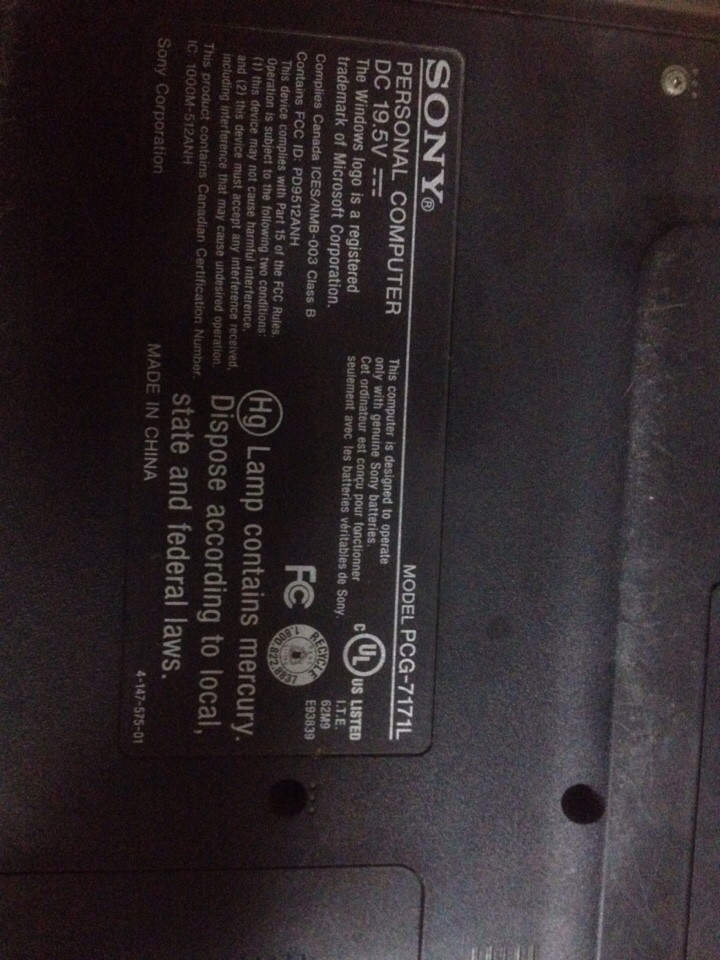 SONY®
PERSONAL COMPUTER
MODEL PCG-7171L
DC 19.5V
The Windows logo is a registered
trademark of Microsoft Corporation.
Complies Canada ICES/NMB-003 Class B
Contains FCC ID: PD9512ANH
This device complies with Part 15 of the FCC Rules.
Operation is subject to the following two conditions:
(1) this device may not cause harmful interference,
and (2) this device must accept any interference received,
including interference that may cause undesired operation.
This product contains Canadian Certification Number.
IC: 1000M-512ANH
Sony Corporation
MADE IN CHINA
This computer is designed to operate
only with genuine Sony batteries.
Cet ordinateur est conçu pour fonctionner
seulement avec les batteries véritables de Sony.
C UL US LISTED
I.T.E.
62M9
E93839
FC
RECYCLE
1.800.822.8837
Hg Lamp contains mercury.
Dispose according to local,
state and federal laws.
4-147-575-01